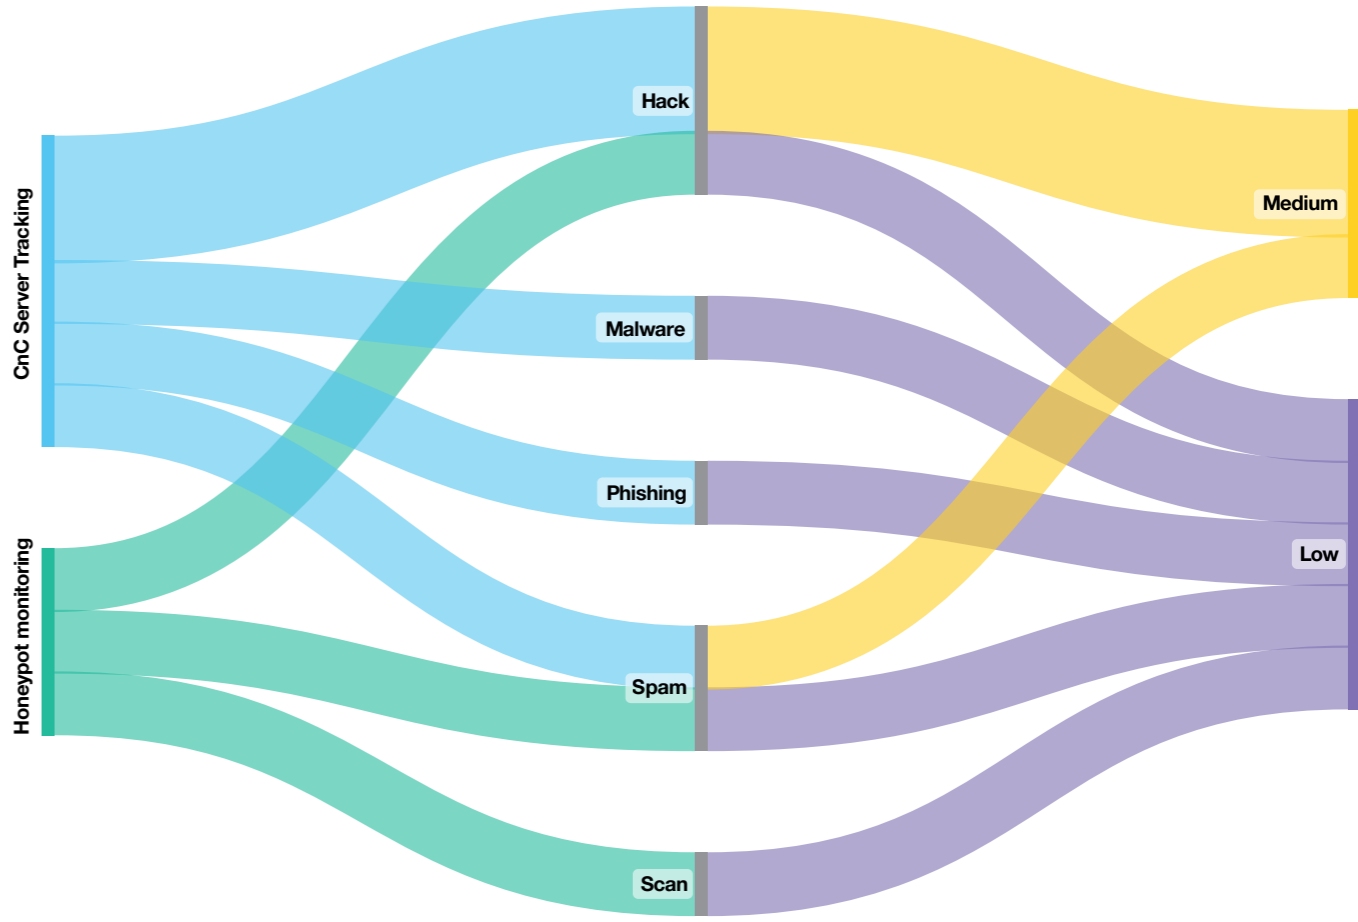 CnC Server Tracking
Honeypot monitoring
Hack
Malware
Phishing
Spam
Scan
Medium
Low